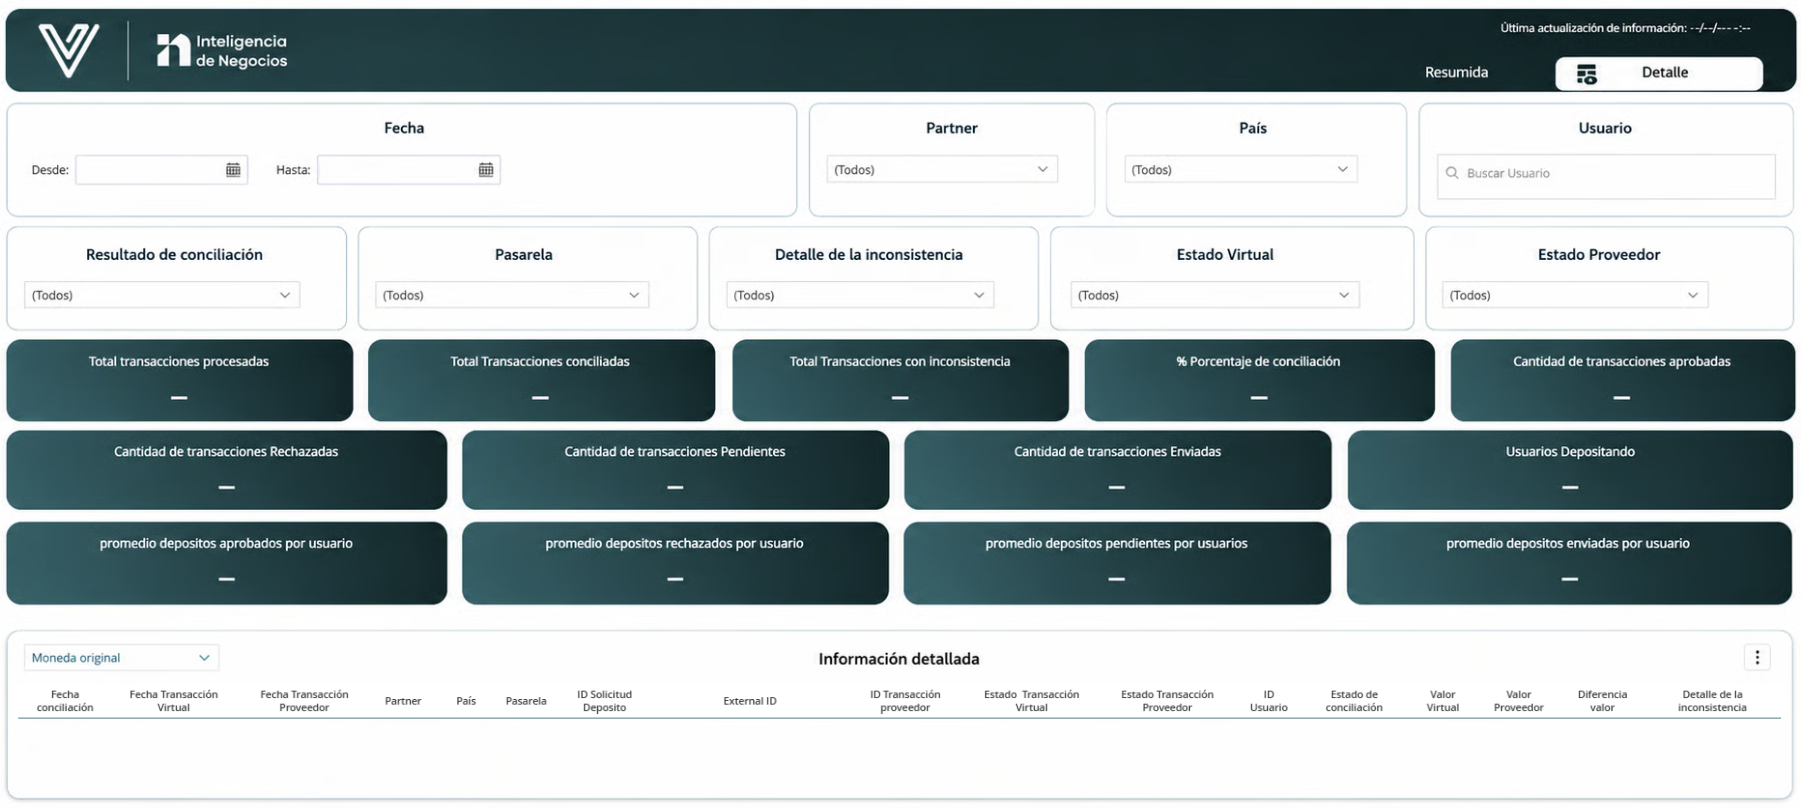 Última actualización de información: --/--/--- -:--
Inteligencia
de Negocios
Resumida
Detalle
Fecha
Partner
País
Usuario
Desde:
Hasta:
(Todos)
(Todos)
Buscar Usuario
Resultado de conciliación
Pasarela
Detalle de la inconsistencia
Estado Virtual
Estado Proveedor
(Todos)
(Todos)
(Todos)
(Todos)
(Todos)
Total transacciones procesadas
Total Transacciones conciliadas
Total Transacciones con inconsistencia
% Porcentaje de conciliación
Cantidad de transacciones aprobadas
—
—
—
—
—
Cantidad de transacciones Rechazadas
Cantidad de transacciones Pendientes
Cantidad de transacciones Enviadas
Usuarios Depositando
—
—
—
—
promedio depositos aprobados por usuario
promedio depositos rechazados por usuario
promedio depositos pendientes por usuarios
promedio depositos enviadas por usuario
—
—
—
—
Moneda original
Información detallada
Fecha
conciliación
Fecha Transacción
Virtual
Fecha Transacción
Proveedor
Partner
País
Pasarela
ID Solicitud
Deposito
External ID
ID Transacción
proveedor
Estado Transacción
Virtual
Estado Transacción
Proveedor
ID
Usuario
Estado de
conciliación
Valor
Virtual
Valor
Proveedor
Diferencia
valor
Detalle de la
inconsistencia